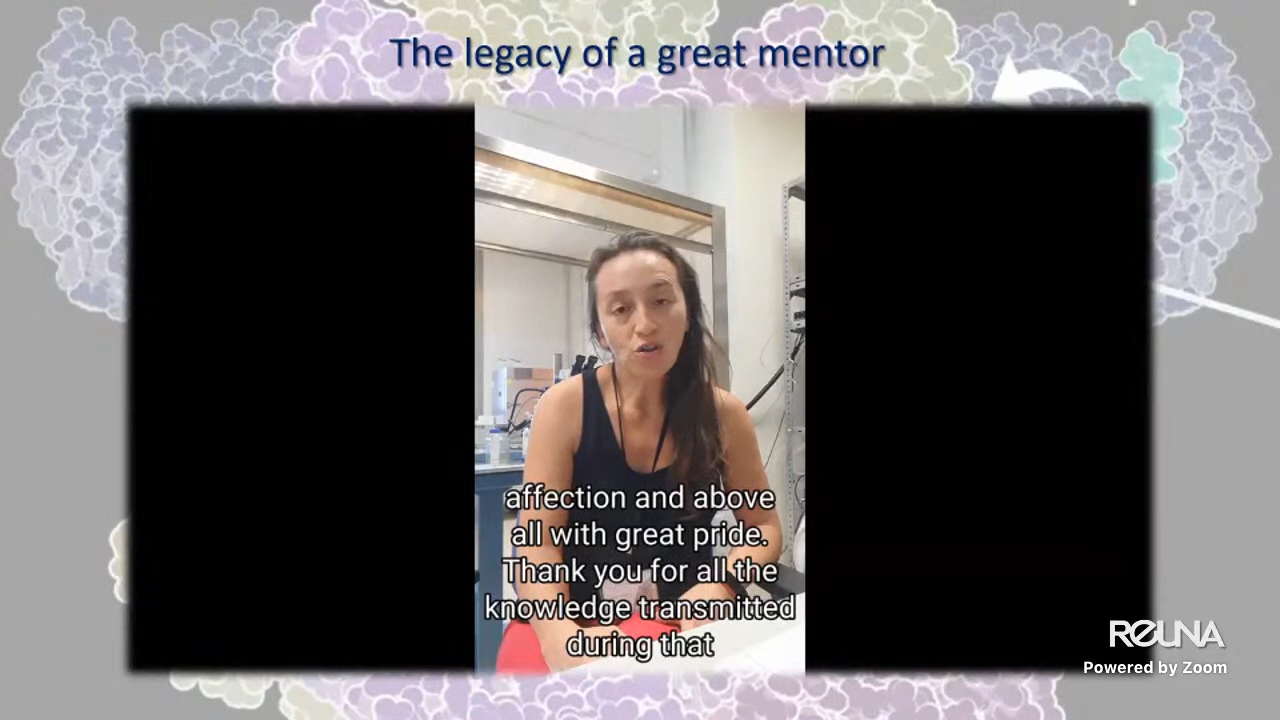 The legacy of a great mentor
affection and above
all with great pride.
Thank you for all the
knowledge transmitted
during that
REUNA
Powered by Zoom